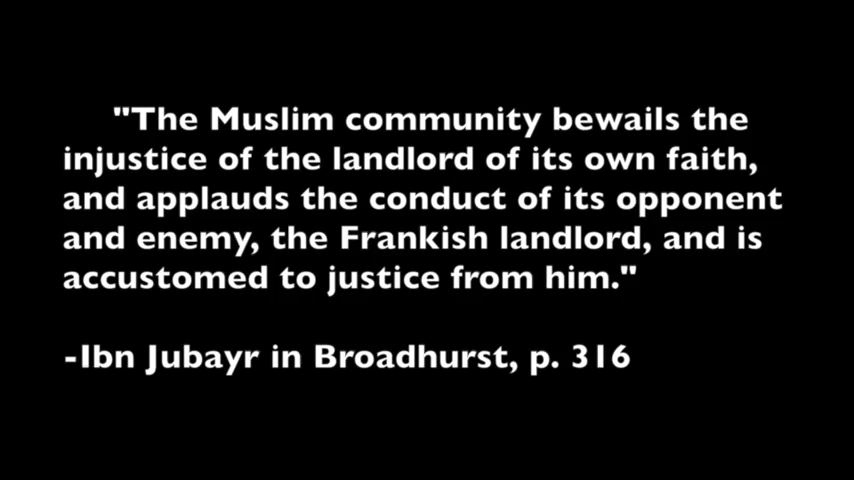 "The Muslim community bewails the
injustice of the landlord of its own faith,
and applauds the conduct of its opponent
and enemy, the Frankish landlord, and is
accustomed to justice from him."
-Ibn Jubayr in Broadhurst, p. 316